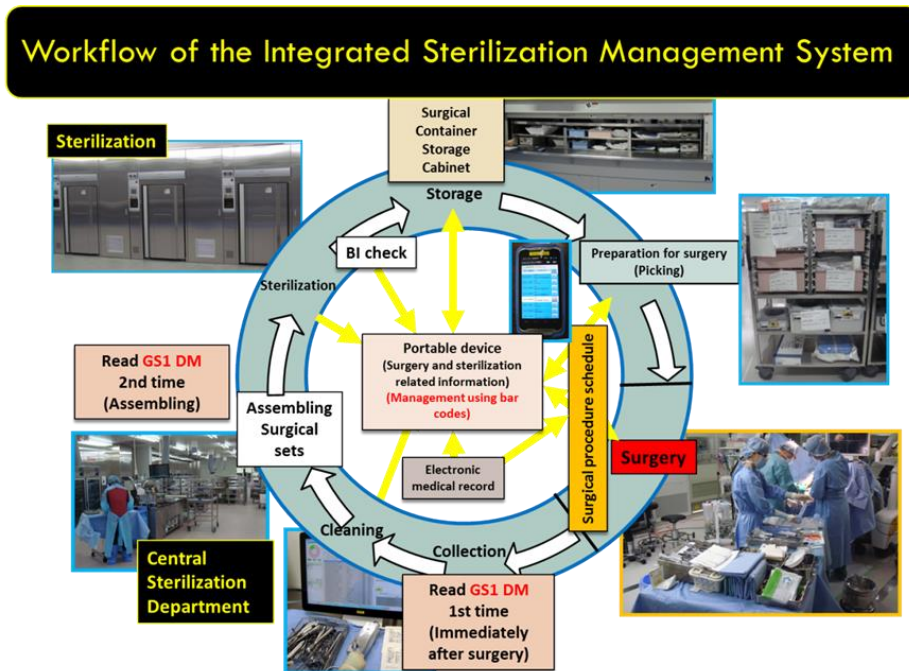 Workflow of the Integrated Sterilization Management System
Surgical
Container
Storage
Cabinet
Storage
Sterilization
BI check
Sterilization
Preparation for surgery
(Picking)
Portable device
(Surgery and sterilization
related information)
(Management using bar
codes)
Surgical procedure schedule
Read GS1 DM
2nd time
(Assembling)
Assembling
Surgical
sets
Electronic
medical record
Surgery
Cleaning
Collection
Central
Sterilization
Department
Read GS1 DM
1st time
(Immediately
after surgery)